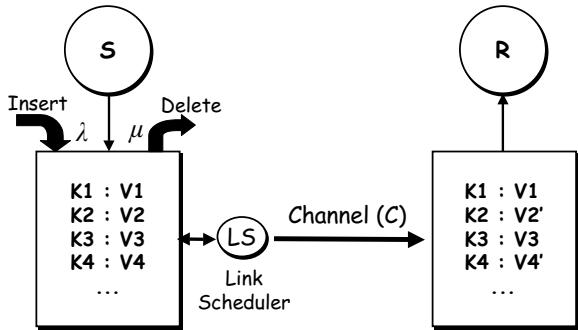 S
R
Insert
λ
μ
Delete
K1 : V1
K2 : V2
K3 : V3
K4 : V4
...
LS
Link
Scheduler
Channel (C)
K1 : V1
K2 : V2'
K3 : V3
K4 : V4'
...